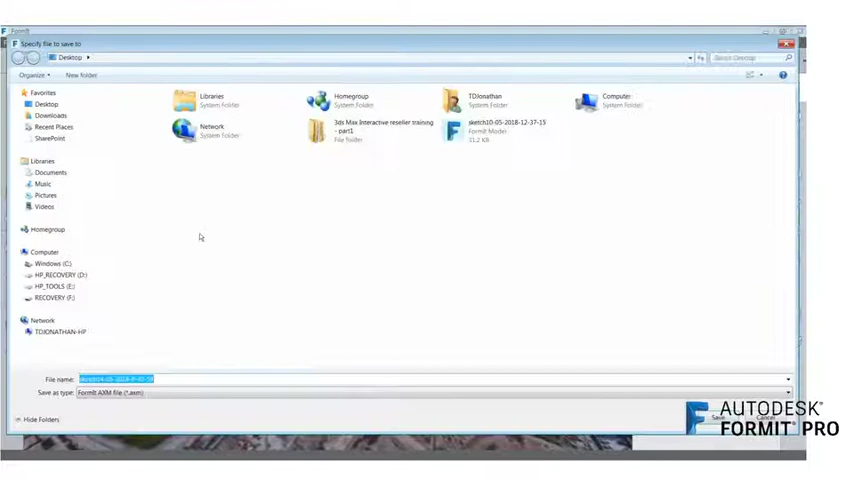 FormIt
Specify file to save to
Desktop
Search Desktop
Organize
New folder
Favorites
Desktop
Downloads
Recent Places
SharePoint
Libraries
Documents
Music
Pictures
Videos
Homegroup
Computer
Windows (C:)
HP_RECOVERY (D:)
HP_TOOLS (E:)
RECOVERY (F:)
Network
TDJONATHAN-HP
Libraries
System Folder
Homegroup
System Folder
TDJonathan
System Folder
Computer
System Folder
Network
System Folder
3ds Max Interactive reseller training
- part1
File folder
sketch10-05-2018-12-37-15
FormIt Model
31.2 KB
File name:
Save as type:
FormIt AXM file (*.axm)
Hide Folders
Save
Cancel
AUTODESK®
FORMIT® PRO